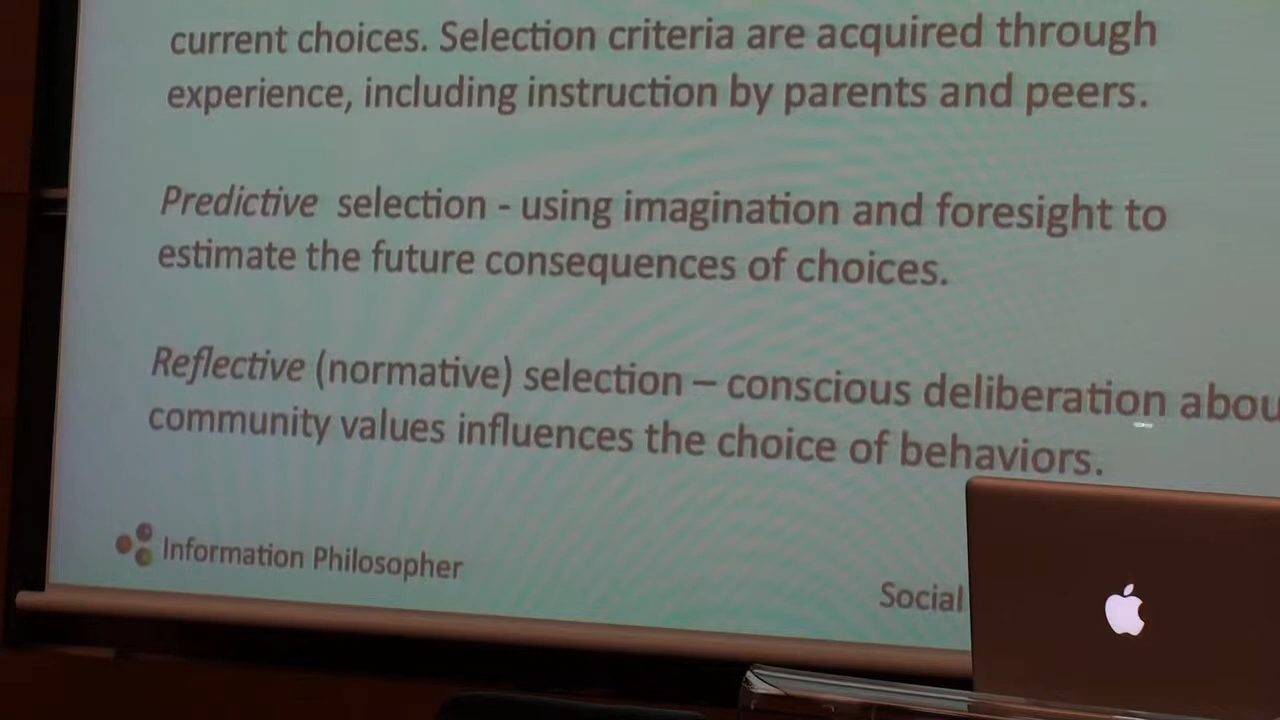 current choices. Selection criteria are acquired through
experience, including instruction by parents and peers.
Predictive selection - using imagination and foresight to
estimate the future consequences of choices.
Reflective (normative) selection – conscious deliberation abou
community values influences the choice of behaviors.
Information Philosopher
Social